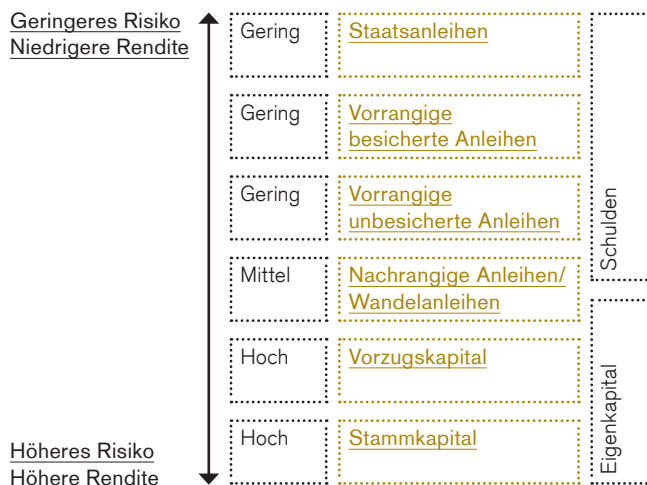 Geringeres Risiko
Niedrigere Rendite
Gering
Staatsanleihen
Gering
Vorrangige
besicherte Anleihen
Gering
Vorrangige
unbesicherte Anleihen
Mittel
Nachrangige Anleihen/
Wandelanleihen
Hoch
Vorzugskapital
Hoch
Stammkapital
Höheres Risiko
Höhere Rendite
Schulden
Eigenkapital